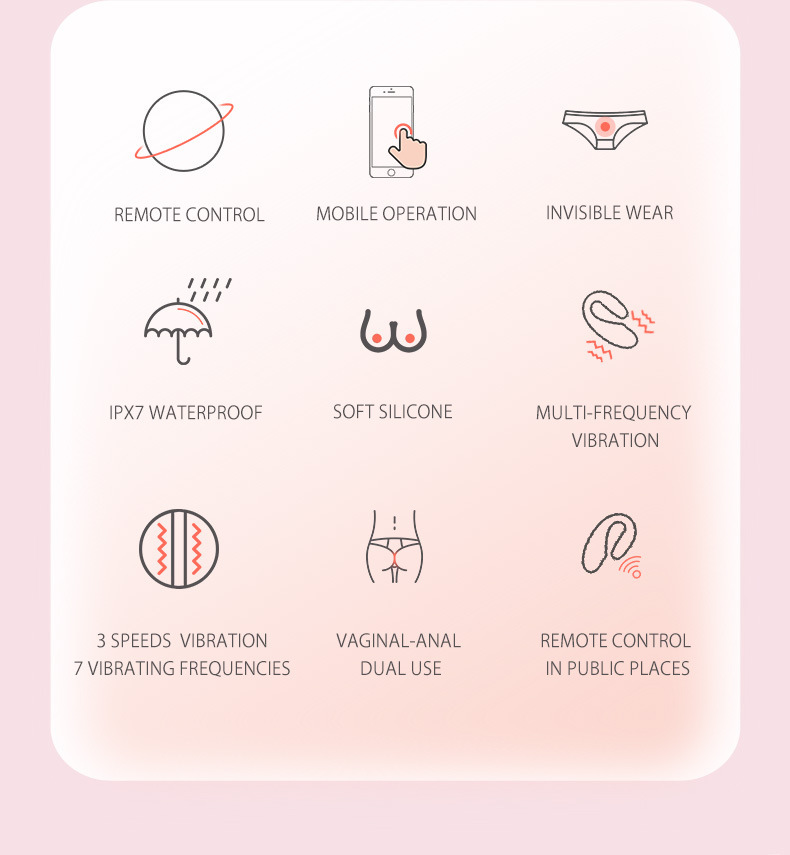 REMOTE CONTROL
MOBILE OPERATION
INVISIBLE WEAR
IPX7 WATERPROOF
SOFT SILICONE
MULTI-FREQUENCY
VIBRATION
3 SPEEDS VIBRATION
7 VIBRATING FREQUENCIES
VAGINAL-ANAL
DUAL USE
REMOTE CONTROL
IN PUBLIC PLACES